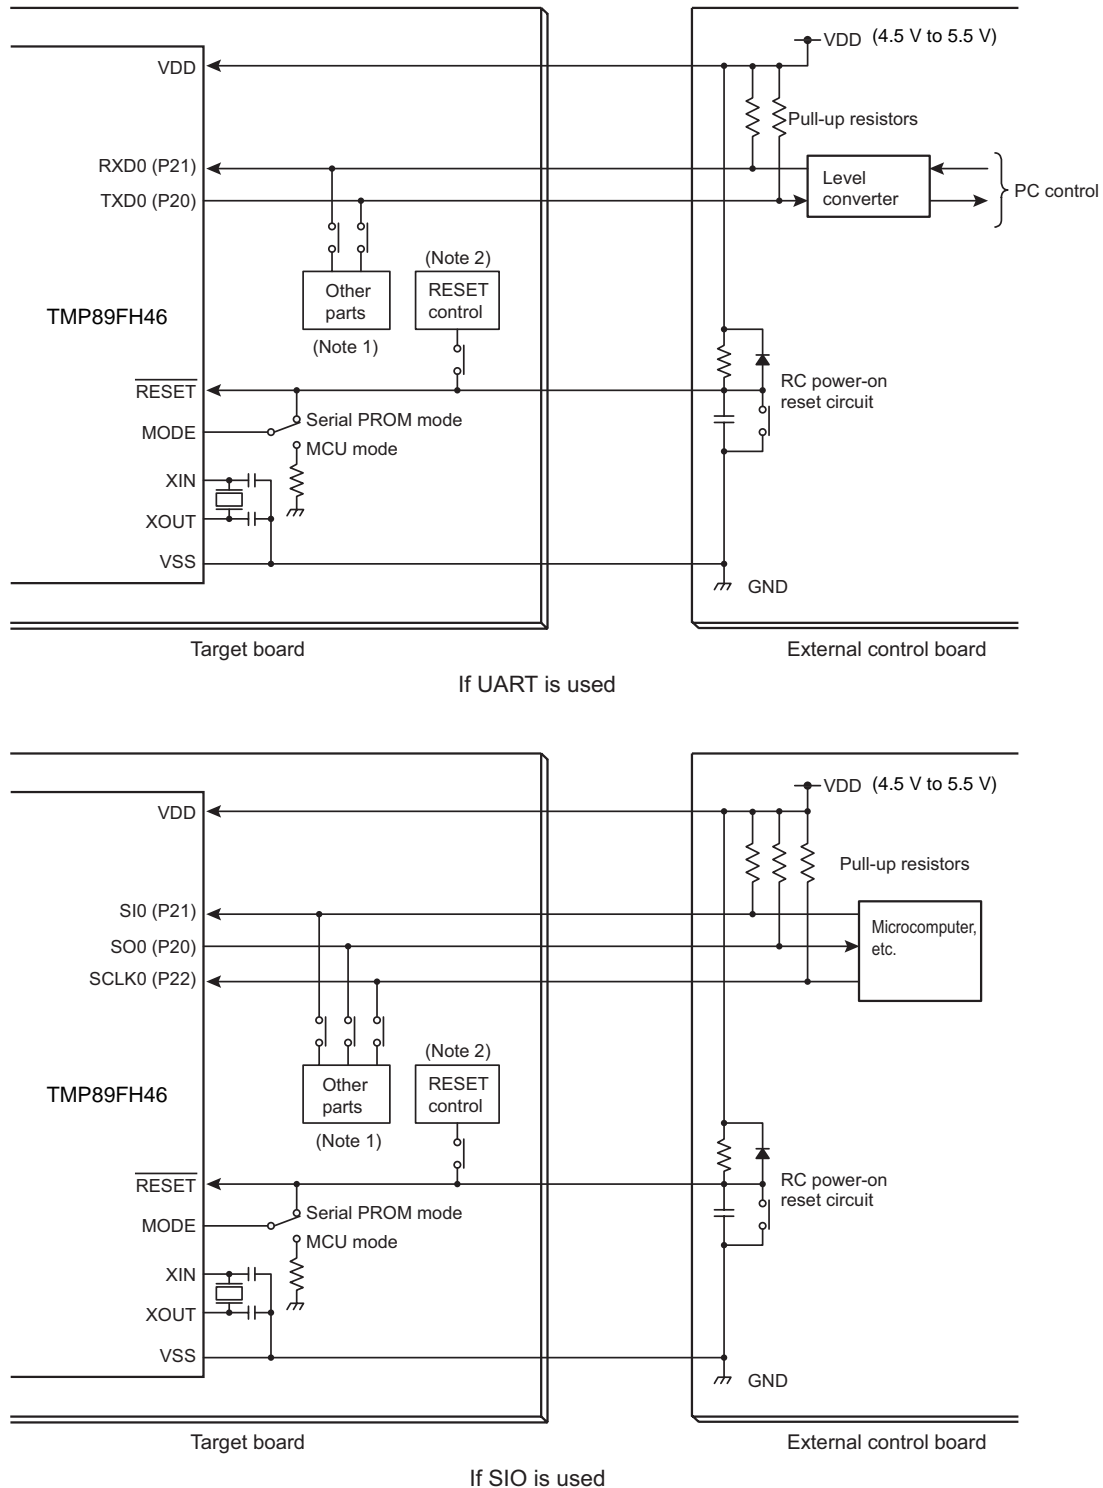 VDD (4.5 V to 5.5 V)
VDD
Pull-up resistors
RXD0 (P21)
TXD0 (P20)
Level
converter
PC control
(Note 2)
Other
parts
RESET
control
TMP89FH46
(Note 1)
RESET
RC power-on
reset circuit
Serial PROM mode
MODE
MCU mode
XIN
XOUT
VSS
GND
Target board
External control board
If UART is used
VDD (4.5 V to 5.5 V)
VDD
Pull-up resistors
SI0 (P21)
SO0 (P20)
SCLK0 (P22)
Microcomputer,
etc.
(Note 2)
Other
parts
RESET
control
TMP89FH46
(Note 1)
RESET
RC power-on
reset circuit
Serial PROM mode
MODE
MCU mode
XIN
XOUT
VSS
GND
Target board
External control board
If SIO is used